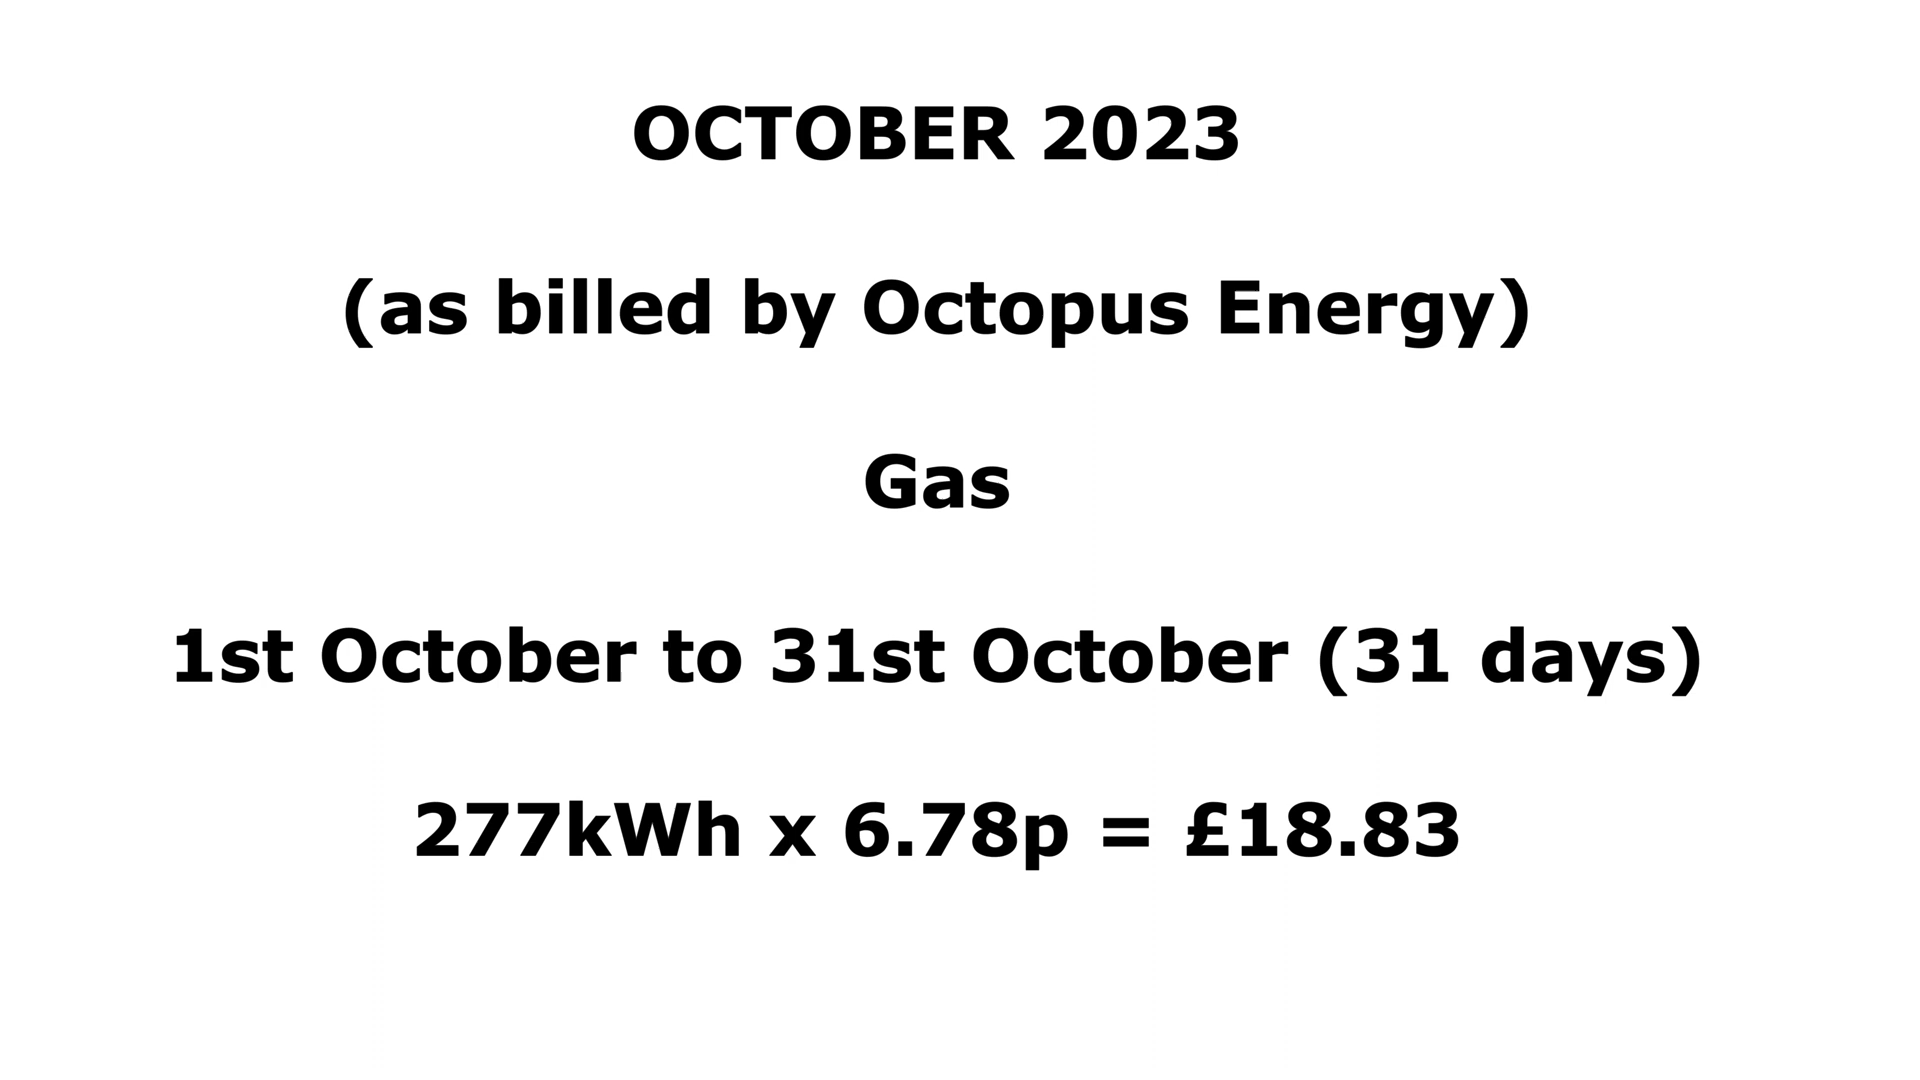 OCTOBER 2023
(as billed by Octopus Energy)
Gas
1st October to 31st October (31 days)
277kWh x 6.78p = £18.83